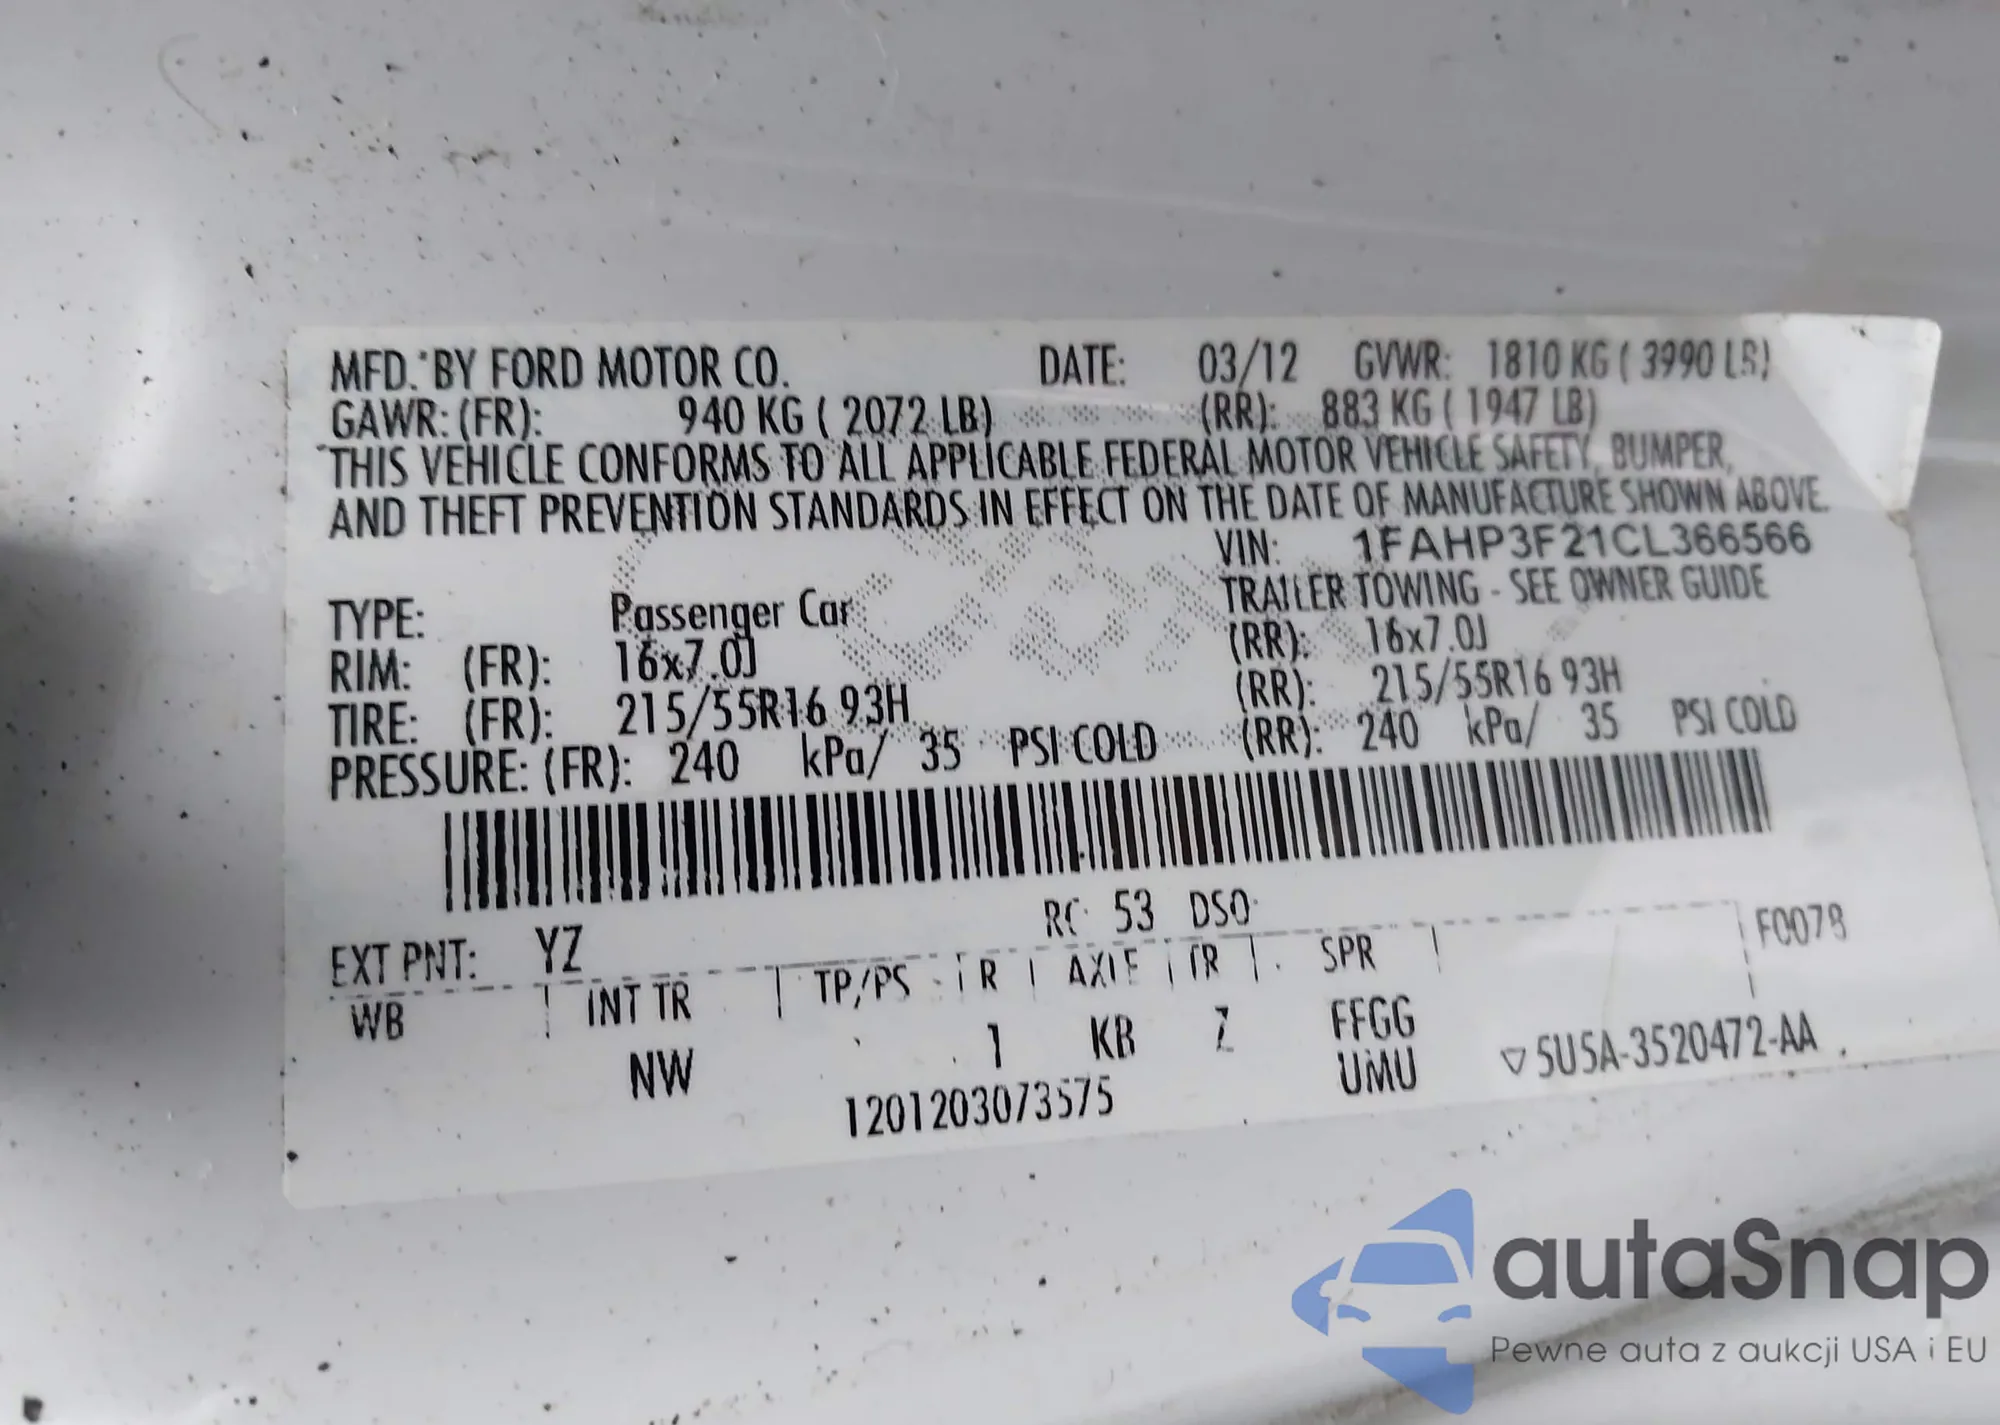 MFD. BY FORD MOTOR CO. DATE: 03/12 GVWR: 1810 KG ( 3990 LB)
GAWR: (FR): 940 KG ( 2072 LB) (RR): 883 KG ( 1947 LB)
THIS VEHICLE CONFORMS TO ALL APPLICABLE FEDERAL MOTOR VEHICLE SAFETY, BUMPER,
AND THEFT PREVENTION STANDARDS IN EFFECT ON THE DATE OF MANUFACTURE SHOWN ABOVE.
VIN: 1FAHP3F21CL366566
TYPE: Passenger Car TRAILER TOWING - SEE OWNER GUIDE
RIM: (FR): 16x7.0J (RR): 16x7.0J
TIRE: (FR): 215/55R16 93H (RR): 215/55R16 93H
PRESSURE: (FR): 240 kPa/ 35 PSI COLD (RR): 240 kPa/ 35 PSI COLD
EXT PNT: YZ RC: 53 DSO: F0078
WB INT TR TP/PS R AXLE TR SPR
NW 1 KB Z FFGG
UMU ▽5U5A-3520472-AA
1201203073575
autaSnap
Pewne auta z aukcji USA i EU